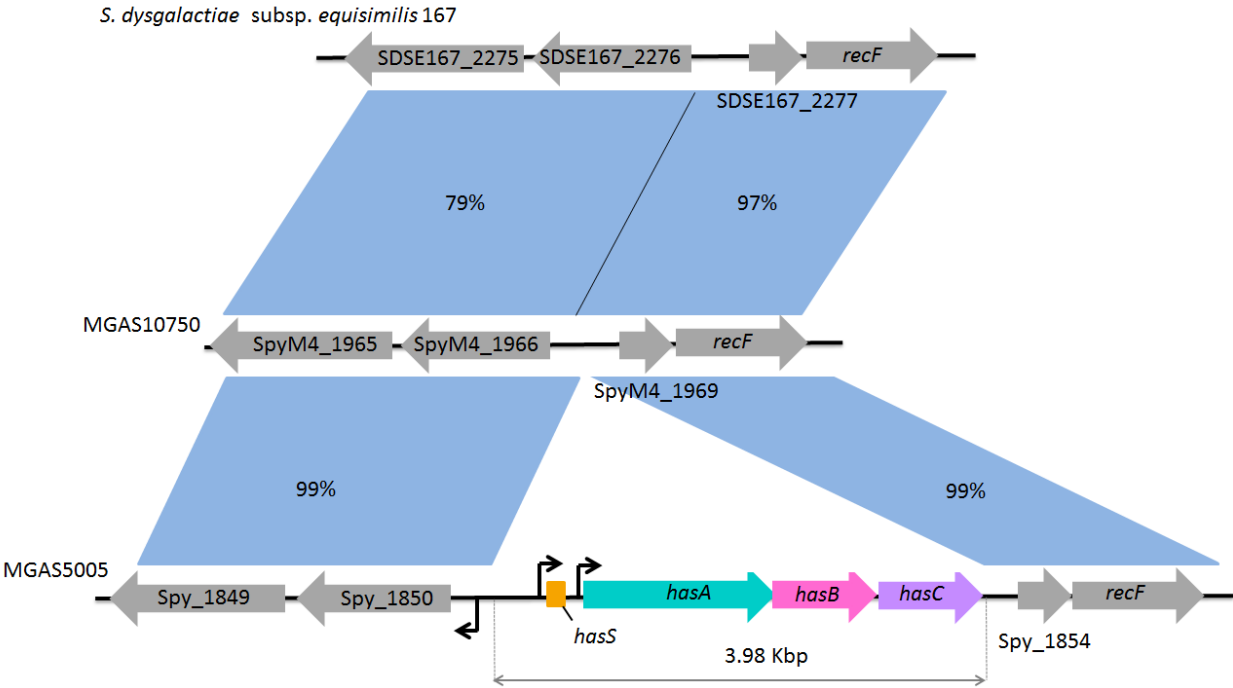 S. dysgalactiae subsp. equisimilis 167
SDSE167_2275 SDSE167_2276 recF
SDSE167_2277
79% 97%
MGAS10750
SpyM4_1965 SpyM4_1966 recF
SpyM4_1969
99% 99%
MGAS5005
Spy_1849 Spy_1850 hasA hasB hasC recF
hasS
Spy_1854
3.98 Kbp